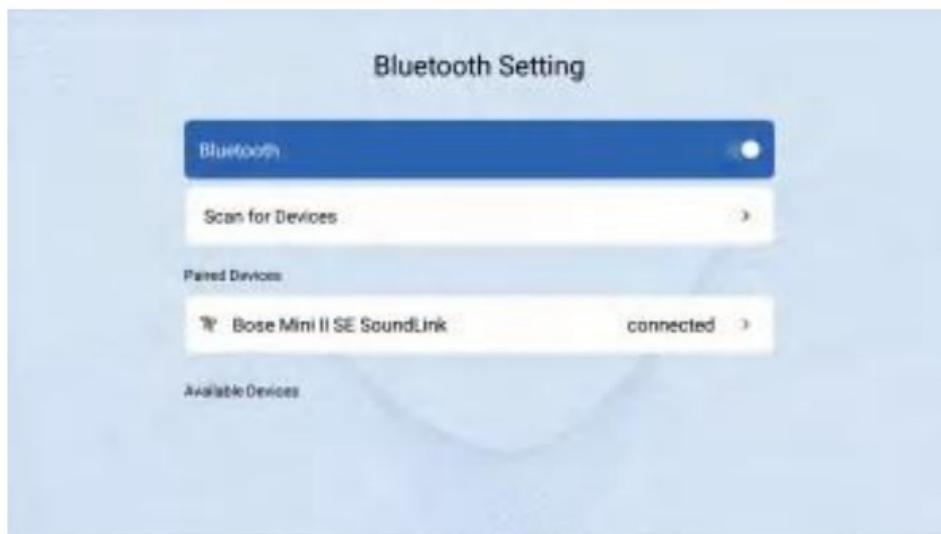 Bluetooth Setting
Bluetooth
Scan for Devices
Paired Devices
Bose Mini II SE SoundLink connected
Available Devices